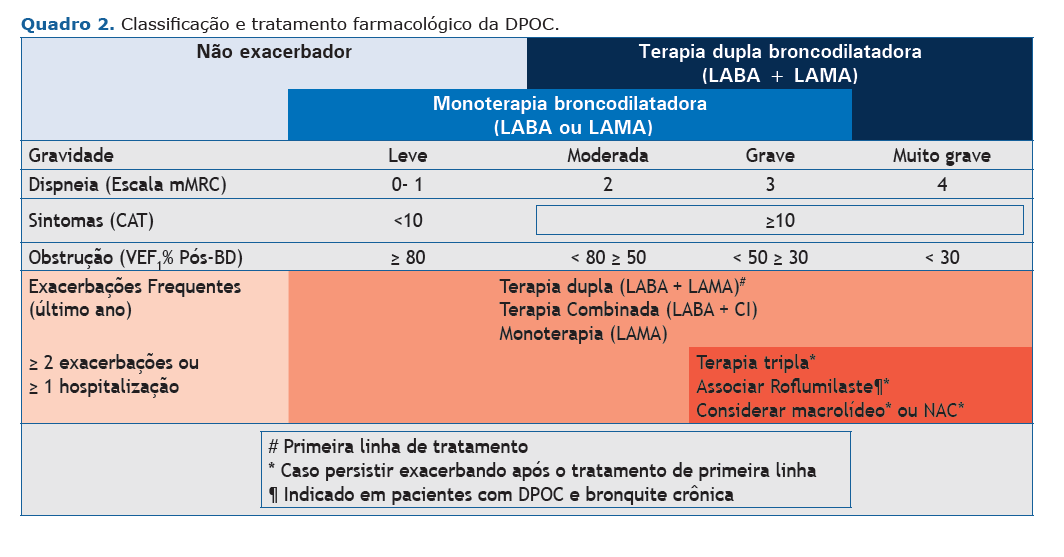 Quadro 2. Classificação e tratamento farmacológico da DPOC.
Não exacerbador
Terapia dupla broncodilatadora
(LABA + LAMA)
Monoterapia broncodilatadora
(LABA ou LAMA)
Gravidade Leve Moderada Grave Muito grave
Dispneia (Escala mMRC) 0- 1 2 3 4
Sintomas (CAT) <10 ≥10
Obstrução (VEF₁% Pós-BD) ≥ 80 < 80 ≥ 50 < 50 ≥ 30 < 30
Exacerbações Frequentes
(último ano)
≥ 2 exacerbações ou
≥ 1 hospitalização
Terapia dupla (LABA + LAMA)#
Terapia Combinada (LABA + CI)
Monoterapia (LAMA)
Terapia tripla*
Associar Roflumilaste¶*
Considerar macrolídeo* ou NAC*
# Primeira linha de tratamento
* Caso persistir exacerbando após o tratamento de primeira linha
¶ Indicado em pacientes com DPOC e bronquite crônica